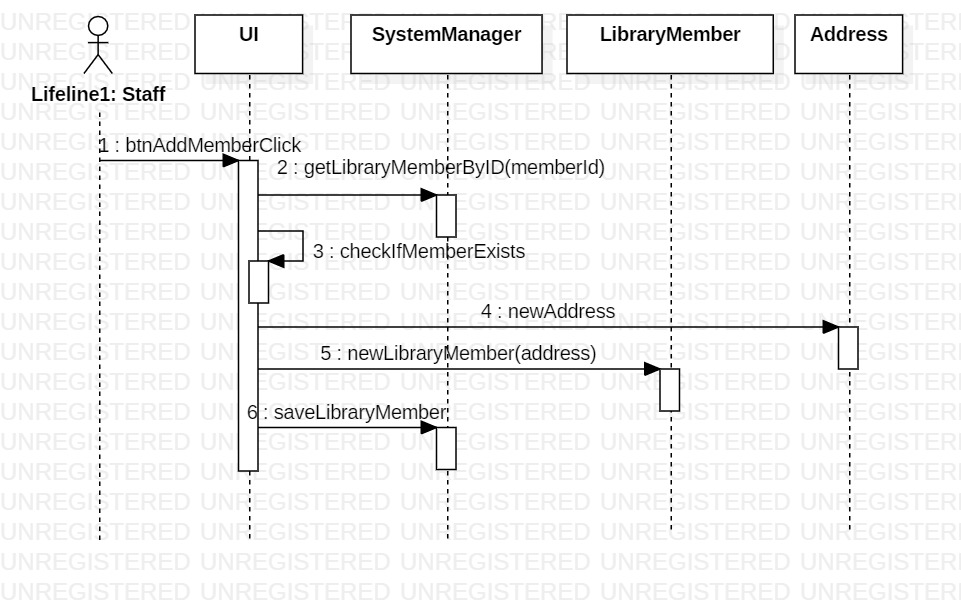 UI
SystemManager
LibraryMember
Address
Lifeline1: Staff
1 : btnAddMemberClick
2 : getLibraryMemberByID(memberId)
3 : checkIfMemberExists
4 : newAddress
5 : newLibraryMember(address)
6 : saveLibraryMember
UNREGISTERED